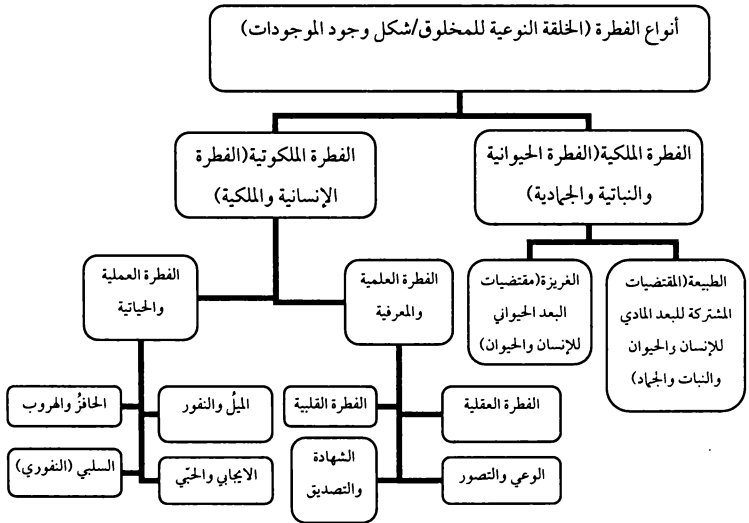 أنواع الفطرة (الخلقة النوعية للمخلوق/شكل وجود الموجودات)
الفطرة الملكية(الفطرة الحيوانية
والنباتية والجمادية)
الفطرة الملكوتية(الفطرة
الإنسانية والملكية)
الطبيعة(المقتضيات
المشتركة للبعد المادي
للإنسان والحيوان
والنبات والجماد)
الغريزة(مقتضيات
البعد الحيواني
للإنسان والحيوان)
الفطرة العلمية
والمعرفية
الفطرة العملية
والحياتية
الفطرة العقلية
الفطرة القلبية
الوعي والتصور
الشهادة
والتصديق
الميلُ والنفور
الحافزُ والهروب
الايجابي والحبّي
السلبي (النفوري)